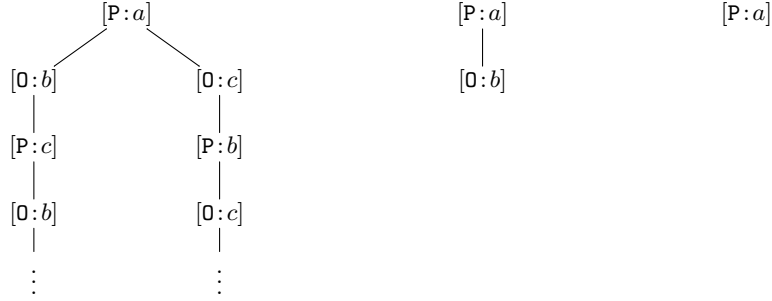 [P:a] [P:a] [P:a]
[O:b] [O:c] [O:b]
[P:c] [P:b]
[O:b] [O:c]
⋮ ⋮